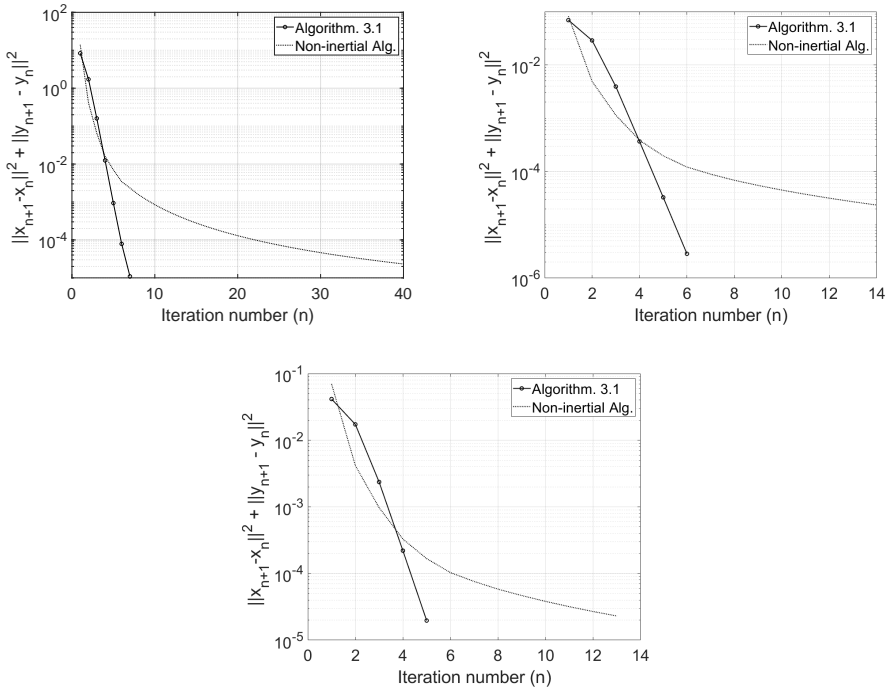 10^2
10^0
10^-2
10^-4
||x_{n+1}-x_n||^2 + ||y_{n+1} - y_n||^2
Algorithm. 3.1
Non-inertial Alg.
0 10 20 30 40
Iteration number (n)
10^-2
10^-4
10^-6
||x_{n+1}-x_n||^2 + ||y_{n+1} - y_n||^2
Algorithm. 3.1
Non-inertial Alg.
0 2 4 6 8 10 12 14
Iteration number (n)
10^-1
10^-2
10^-3
10^-4
10^-5
||x_{n+1}-x_n||^2 + ||y_{n+1} - y_n||^2
Algorithm. 3.1
Non-inertial Alg.
0 2 4 6 8 10 12 14
Iteration number (n)